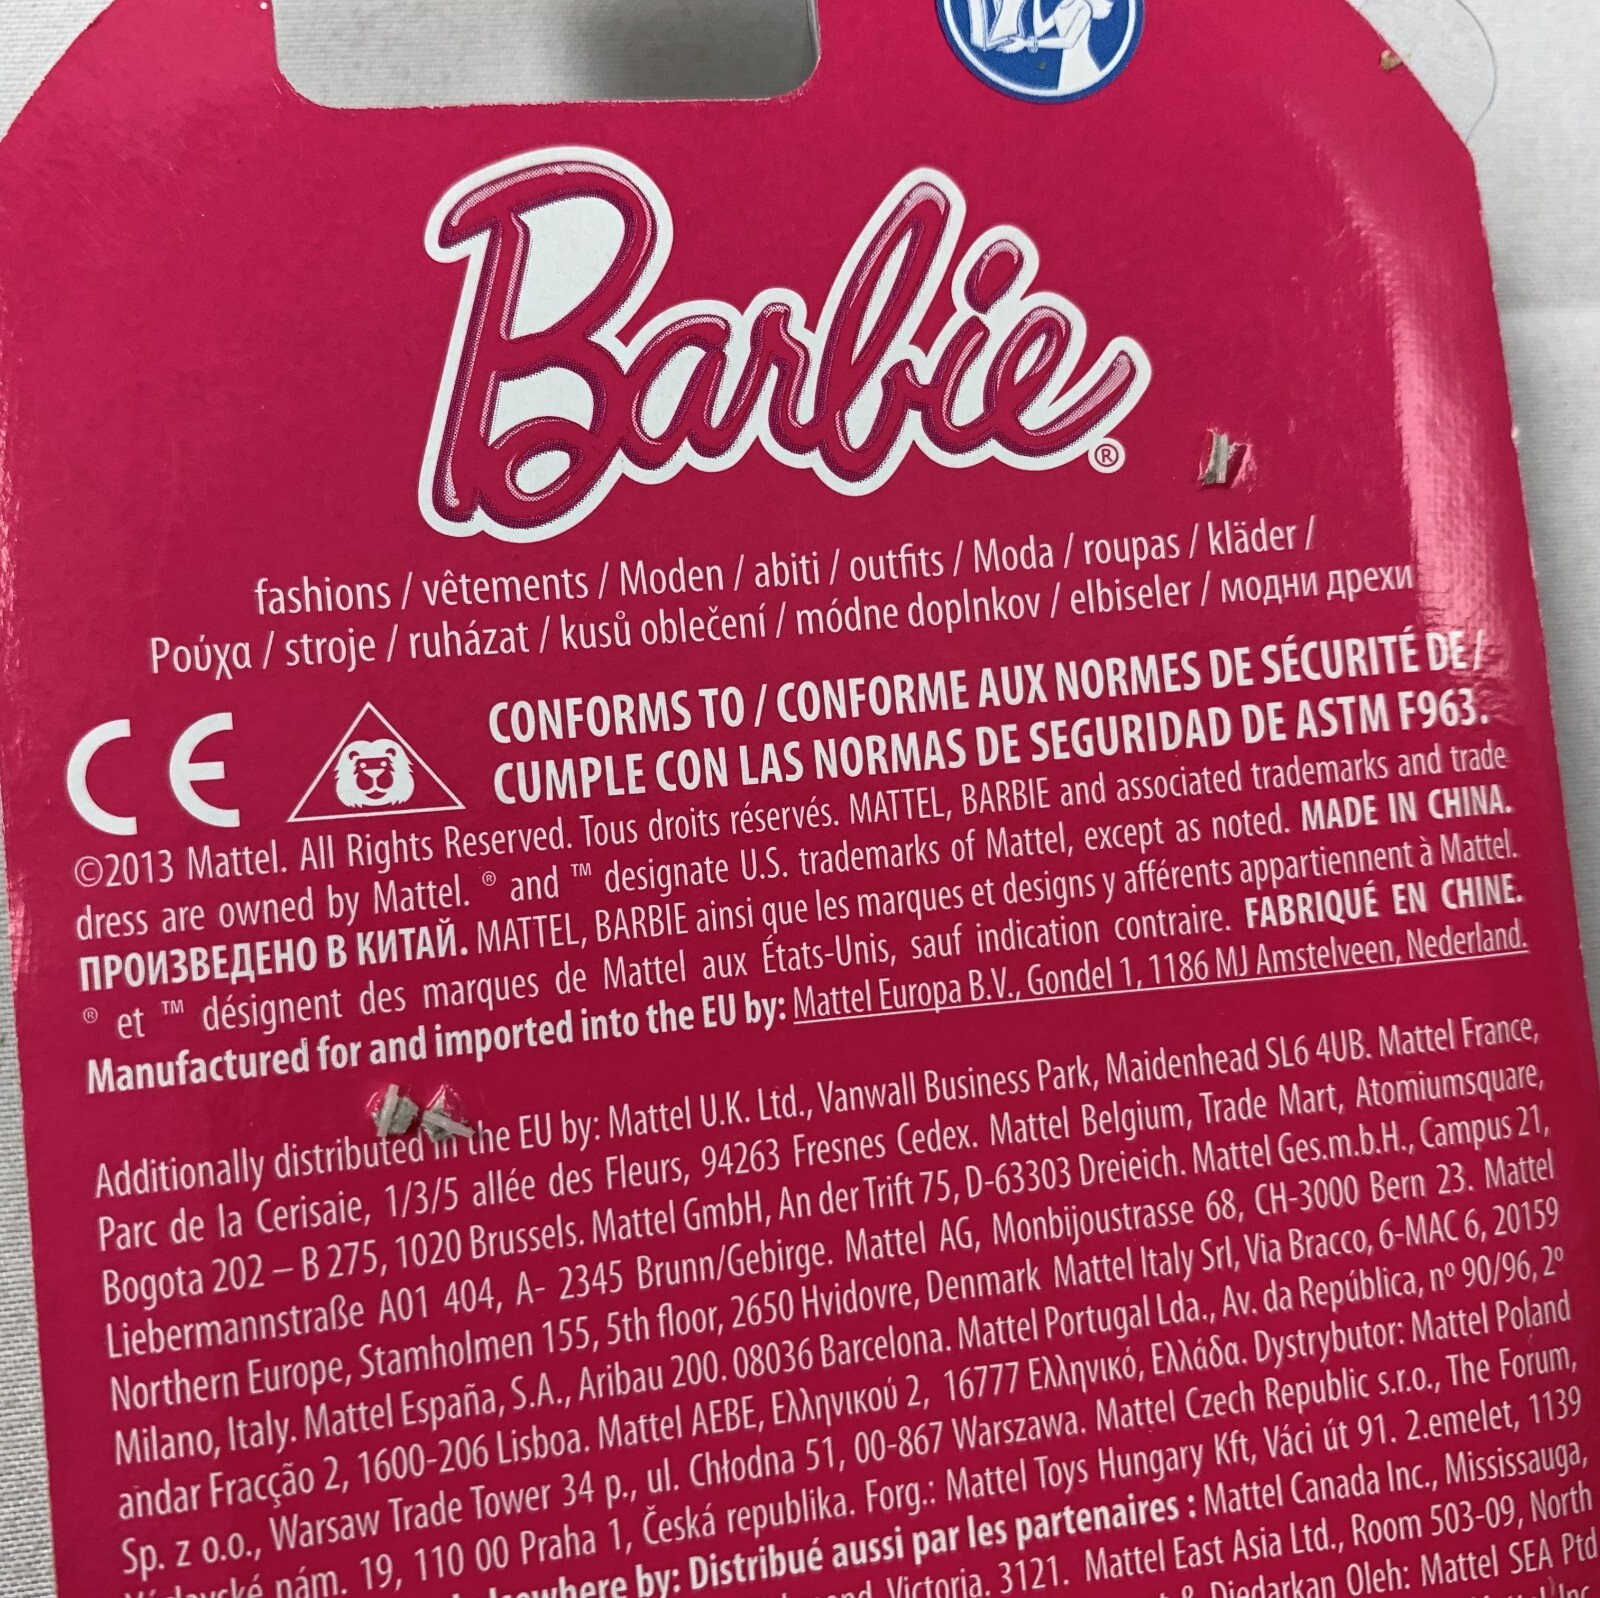 Barbie®
fashions / vêtements / Moden / abiti / outfits / Moda / roupas / kläder /
Ρούχα / stroje / ruházat / kusů oblečení / módne doplnkov / elbiseler / модни дрехи
CE
CONFORMS TO / CONFORME AUX NORMES DE SÉCURITÉ DE /
CUMPLE CON LAS NORMAS DE SEGURIDAD DE ASTM F963.
©2013 Mattel. All Rights Reserved. Tous droits réservés. MATTEL, BARBIE and associated trademarks and trade
dress are owned by Mattel. ® and ™ designate U.S. trademarks of Mattel, except as noted. MADE IN CHINA.
ПРОИЗВЕДЕНО В КИТАЙ. MATTEL, BARBIE ainsi que les marques et designs y afférents appartiennent à Mattel.
® et ™ désignent des marques de Mattel aux États-Unis, sauf indication contraire. FABRIQUÉ EN CHINE.
Manufactured for and imported into the EU by: Mattel Europa B.V., Gondel 1, 1186 MJ Amstelveen, Nederland.
Additionally distributed in the EU by: Mattel U.K. Ltd., Vanwall Business Park, Maidenhead SL6 4UB. Mattel France,
Parc de la Cerisaie, 1/3/5 allée des Fleurs, 94263 Fresnes Cedex. Mattel Belgium, Trade Mart, Atomiumsquare,
Bogota 202 – B 275, 1020 Brussels. Mattel GmbH, An der Trift 75, D-63303 Dreieich. Mattel Ges.m.b.H., Campus 21,
Liebermannstraße A01 404, A- 2345 Brunn/Gebirge. Mattel AG, Monbijoustrasse 68, CH-3000 Bern 23. Mattel
Northern Europe, Stamholmen 155, 5th floor, 2650 Hvidovre, Denmark Mattel Italy Srl, Via Bracco, 6-MAC 6, 20159
Milano, Italy. Mattel España, S.A., Aribau 200. 08036 Barcelona. Mattel Portugal Lda., Av. da República, nº 90/96, 2º
andar Fracção 2, 1600-206 Lisboa. Mattel AEBE, Ελληνικού 2, 16777 Ελληνικό, Ελλάδα. Dystrybutor: Mattel Poland
Sp. z o.o., Warsaw Trade Tower 34 p., ul. Chłodna 51, 00-867 Warszawa. Mattel Czech Republic s.r.o., The Forum,
nám. 19, 110 00 Praha 1, Česká republika. Forg.: Mattel Toys Hungary Kft, Váci út 91. 2.emelet, 1139
by: Distribué aussi par les partenaires : Mattel Canada Inc., Mississauga,
Victoria. 3121. Mattel East Asia Ltd., Room 503-09, North
Diedarkan Oleh: Mattel SEA Ptd